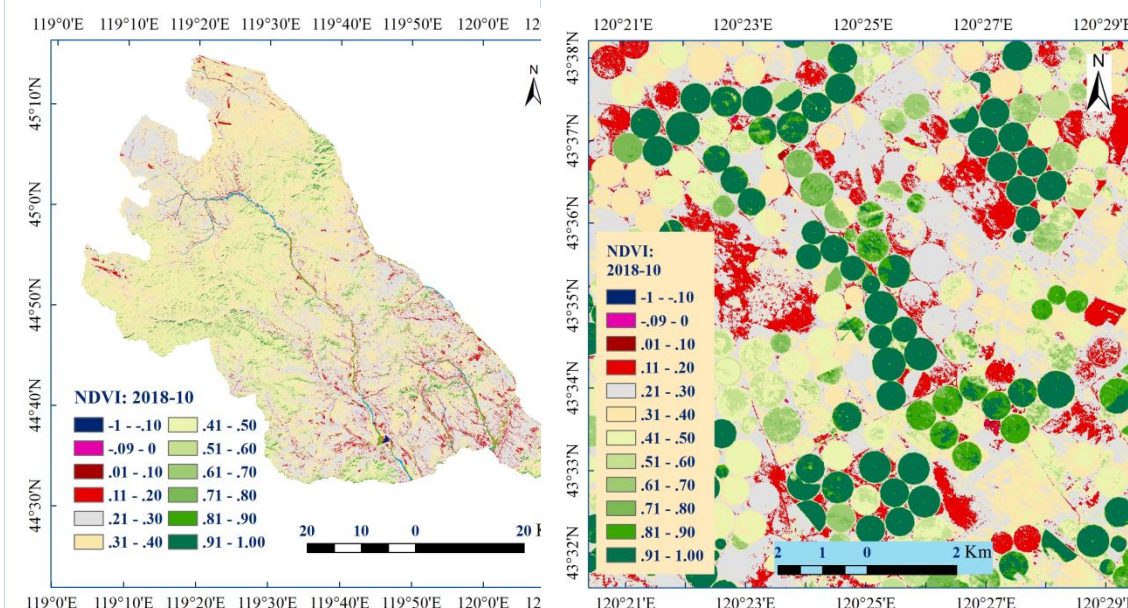 119°0'E 119°10'E 119°20'E 119°30'E 119°40'E 119°50'E 120°0'E 12
45°10'N
45°0'N
44°50'N
44°40'N
44°30'N
N
NDVI: 2018-10
-1 - -.10
-.09 - 0
.01 - .10
.11 - .20
.21 - .30
.31 - .40
.41 - .50
.51 - .60
.61 - .70
.71 - .80
.81 - .90
.91 - 1.00
20 10 0 20 K
119°0'E 119°10'E 119°20'E 119°30'E 119°40'E 119°50'E 120°0'E 12
120°21'E 120°23'E 120°25'E 120°27'E 120°29'E
43°38'N
43°37'N
43°36'N
43°35'N
43°34'N
43°33'N
43°32'N
N
NDVI:
2018-10
-1 - -.10
-.09 - 0
.01 - .10
.11 - .20
.21 - .30
.31 - .40
.41 - .50
.51 - .60
.61 - .70
.71 - .80
.81 - .90
.91 - 1.00
2 1 0 2 Km
120°21'E 120°23'E 120°25'E 120°27'E 120°29'E